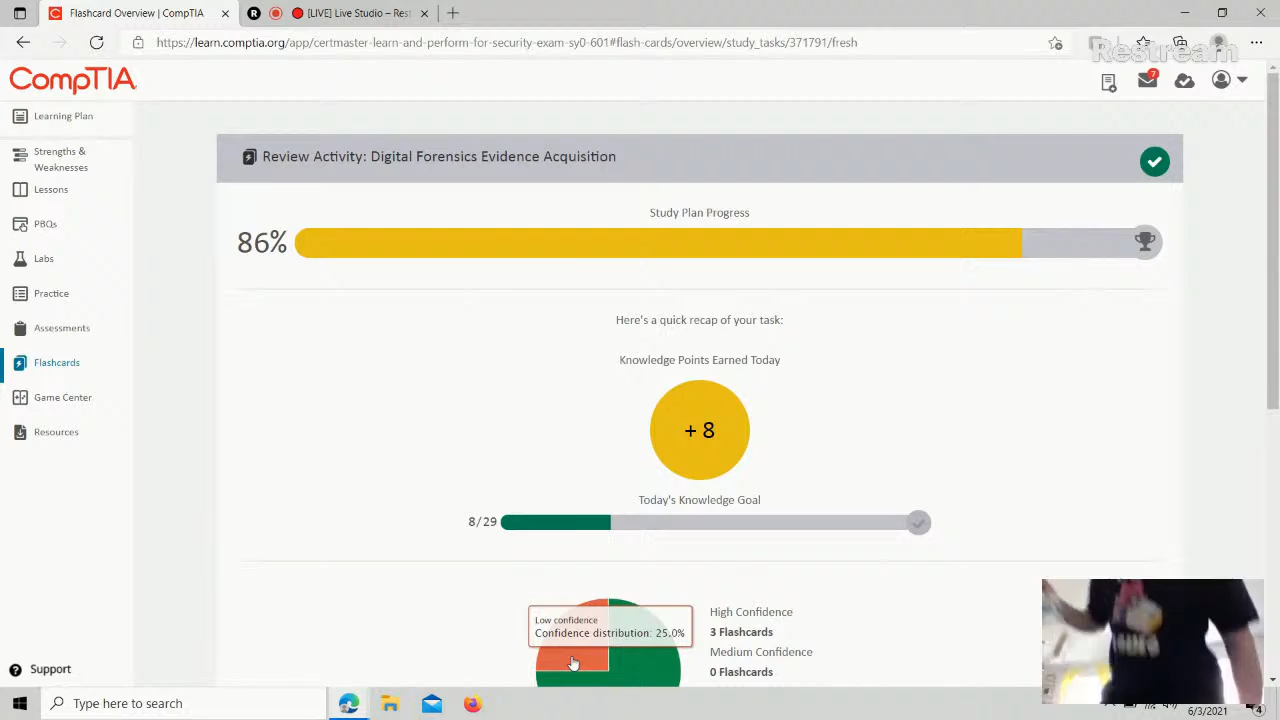 Flashcard Overview | CompTIA
[LIVE] Live Studio – Rest
https://learn.comptia.org/app/certmaster-learn-and-perform-for-security-exam-sy0-601#flash-cards/overview/study_tasks/371791/fresh
Restream
CompTIA.
7
Learning Plan
Strengths &
Weaknesses
Lessons
PBQs
Labs
Practice
Assessments
Flashcards
Game Center
Resources
Support
Review Activity: Digital Forensics Evidence Acquisition
Study Plan Progress
86%
Here's a quick recap of your task:
Knowledge Points Earned Today
+ 8
Today's Knowledge Goal
8/29
Low confidence
Confidence distribution: 25.0%
High Confidence
3 Flashcards
Medium Confidence
0 Flashcards
Type here to search
6/3/2021
4